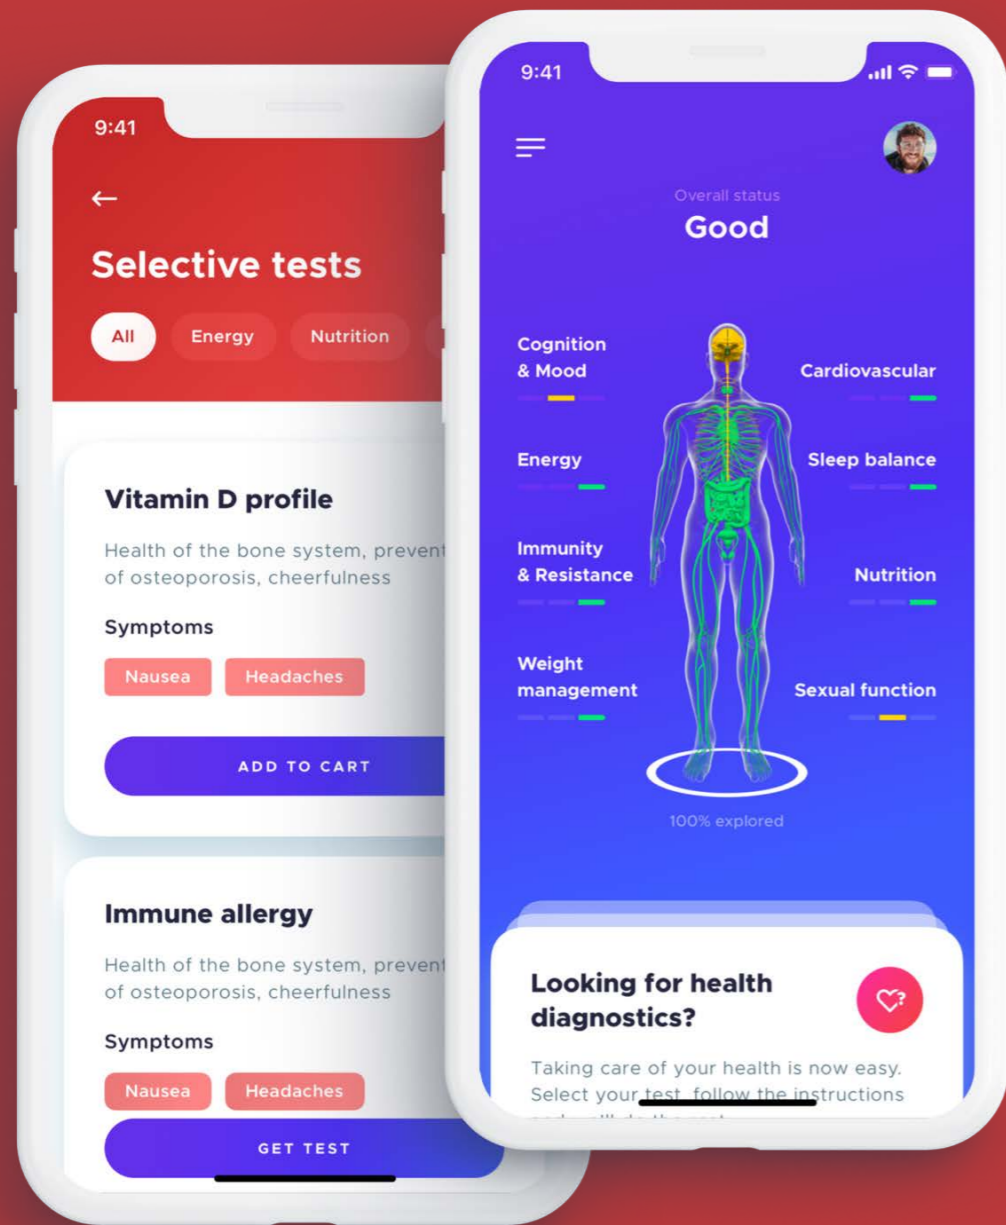 9:41
Selective tests
All
Energy
Nutrition
Vitamin D profile
Health of the bone system,
of osteoporosis, cheerfulness
Symptoms
Nausea
Headaches
ADD TO CART
Immune allergy
Health of the bone system,
of osteoporosis, cheerfulness
Symptoms
Nausea
Headaches
GET TEST
9:41
Overall status
Good
Cognition
& Mood
Cardiovascular
Energy
Sleep balance
Immunity
& Resistance
Nutrition
Weight
management
Sexual function
100% explored
Looking for health
diagnostics?
Taking care of your health is now easy.
Select your test, follow the instructions